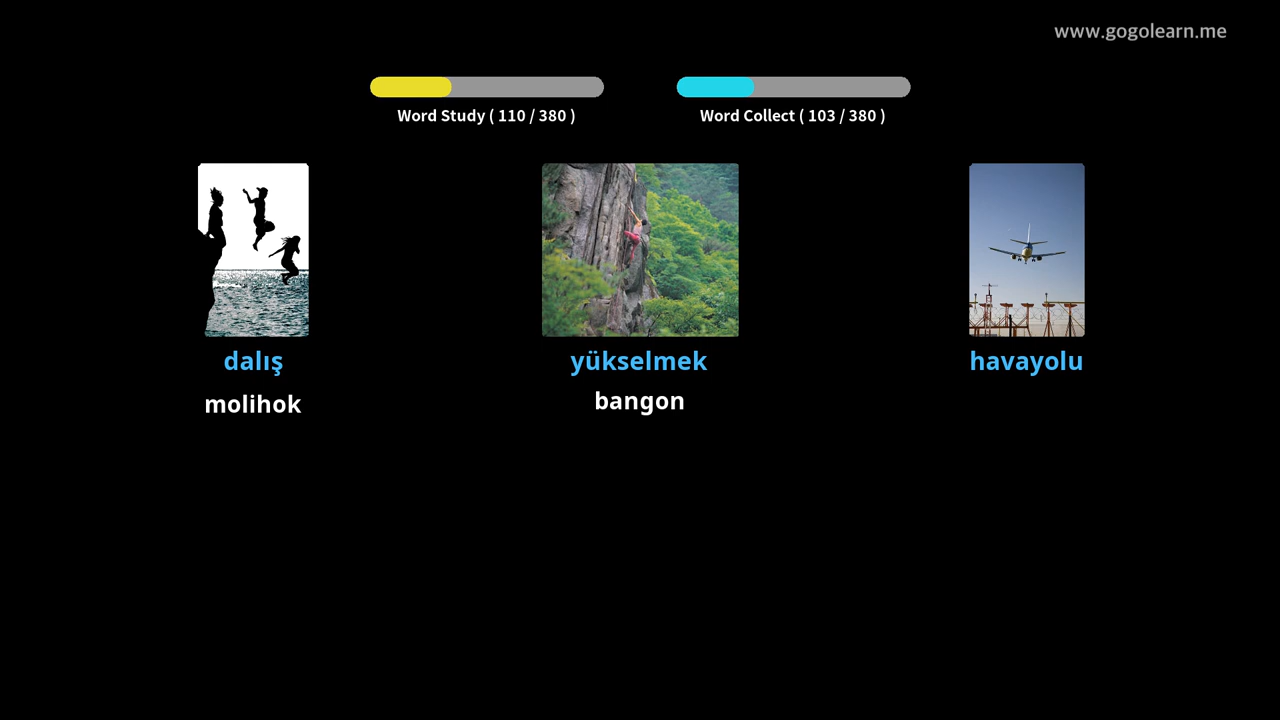 www.gogolearn.me
Word Study ( 110 / 380 )
Word Collect ( 103 / 380 )
dalış
yükselmek
havayolu
molihok
bangon